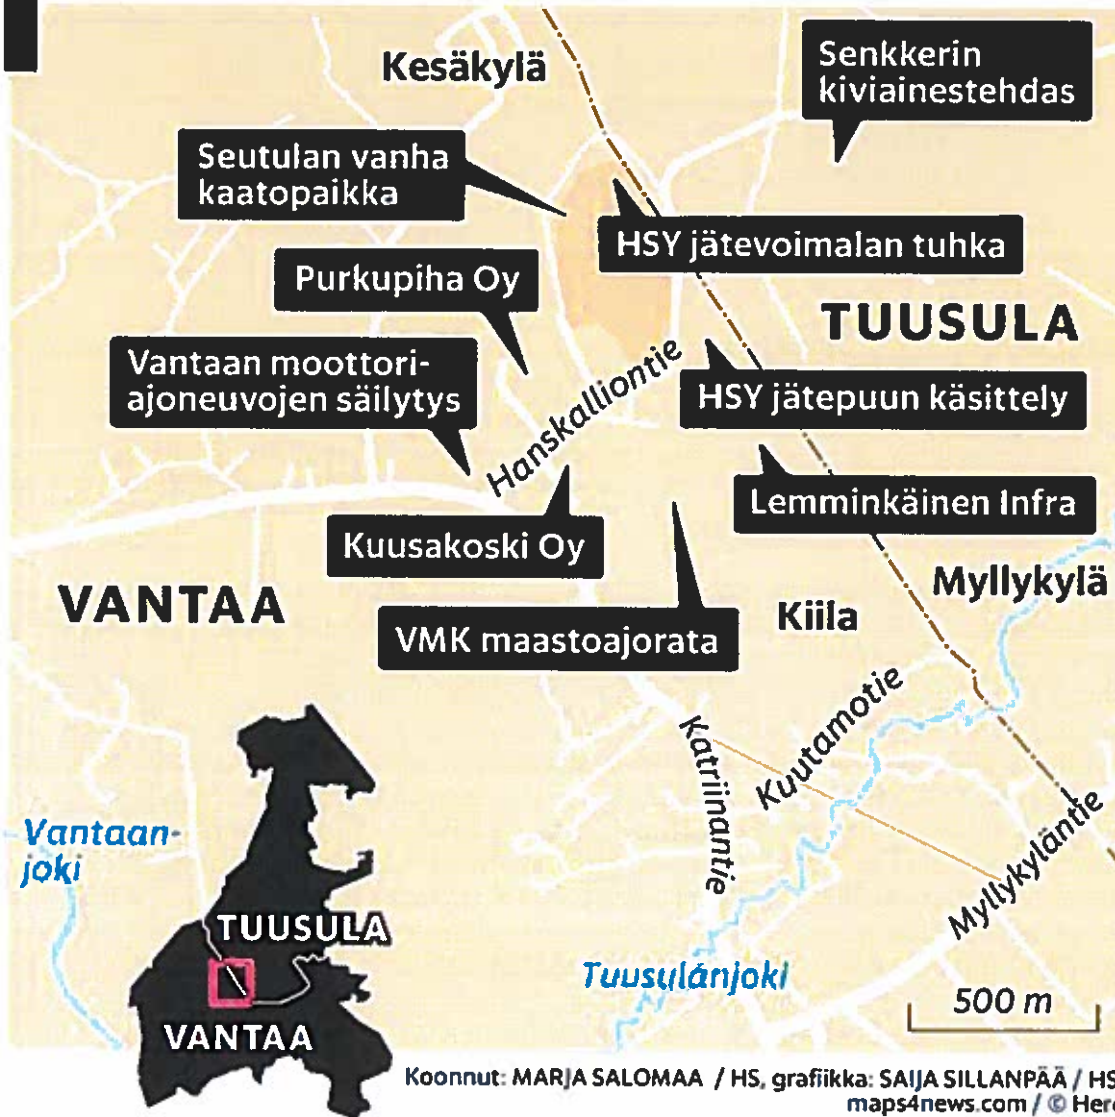 Kesäkylä
Senkkerin
kiviainestehdas
Seutulan vanha
kaatopaikka
HSY jätevoimalan tuhka
Purkupiha Oy
TUUSULA
Vantaan moottori-
ajoneuvojen säilytys
Hanskalliontie
HSY jätepuun käsittely
Lemminkäinen Infra
Kuusakoski Oy
VANTAA
Myllykylä
Kiila
VMK maastoajorata
Katriinantie
Kuutamotie
Myllykyläntie
Vantaan-
joki
TUUSULA
VANTAA
Tuusulanjoki
500 m
Koonnut: MARJA SALOMAA / HS, grafiikka: SAIJA SILLANPÄÄ / HS
maps4news.com / ©